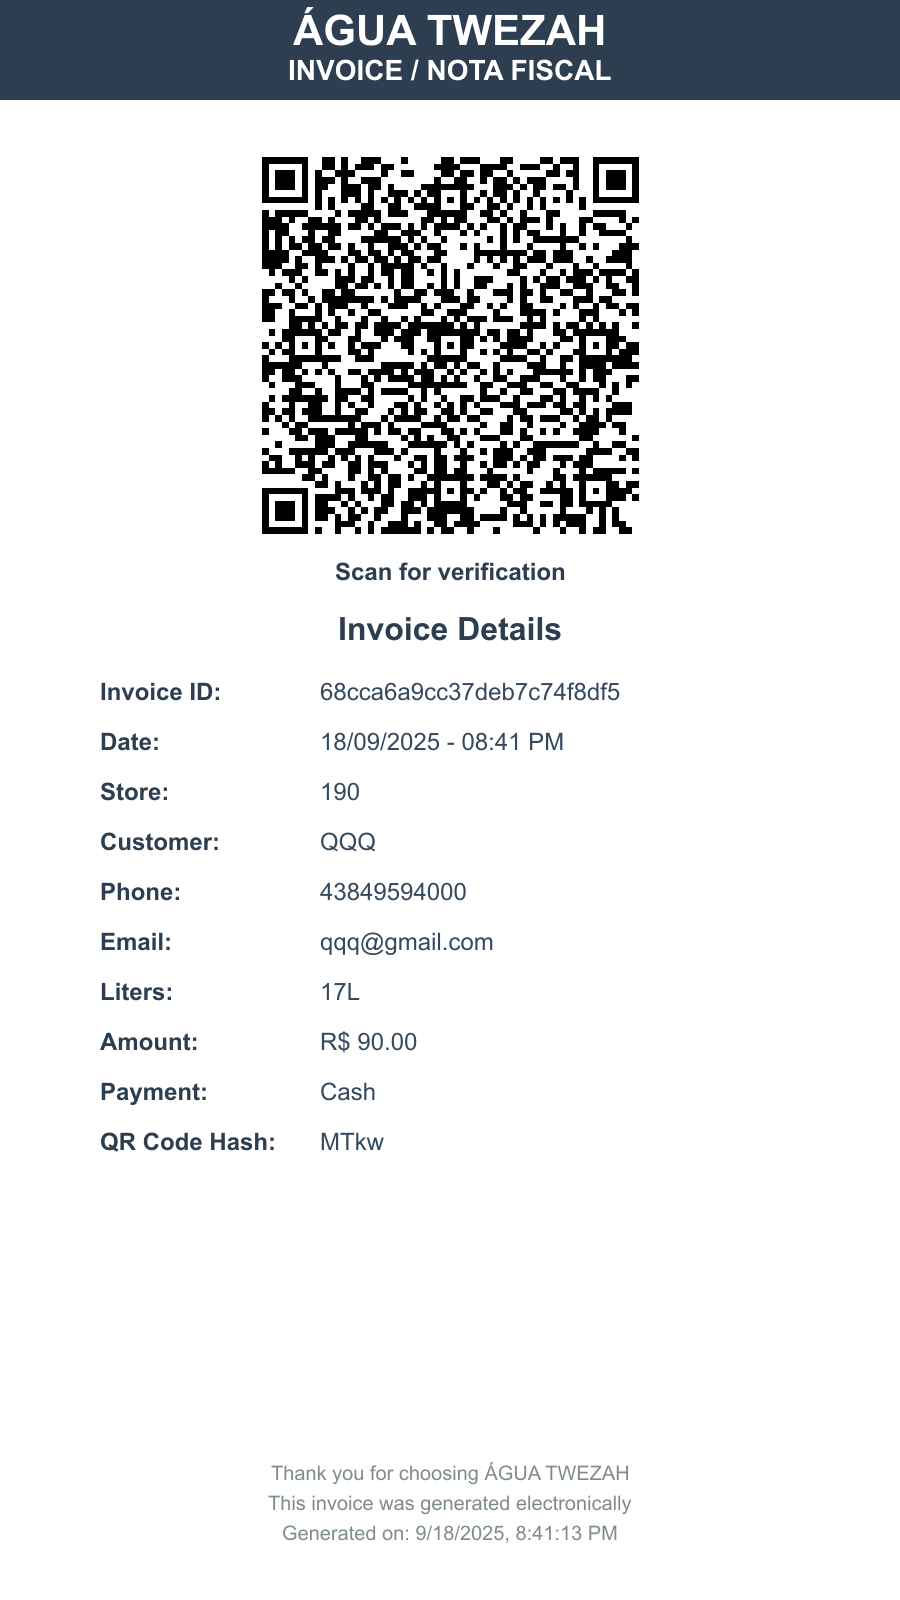 ÁGUA TWEZAH
INVOICE / NOTA FISCAL
Scan for verification
Invoice Details
Invoice ID: 68cca6a9cc37deb7c74f8df5
Date: 18/09/2025 - 08:41 PM
Store: 190
Customer: QQQ
Phone: 43849594000
Email: qqq@gmail.com
Liters: 17L
Amount: R$ 90.00
Payment: Cash
QR Code Hash: MTkw
Thank you for choosing ÁGUA TWEZAH
This invoice was generated electronically
Generated on: 9/18/2025, 8:41:13 PM